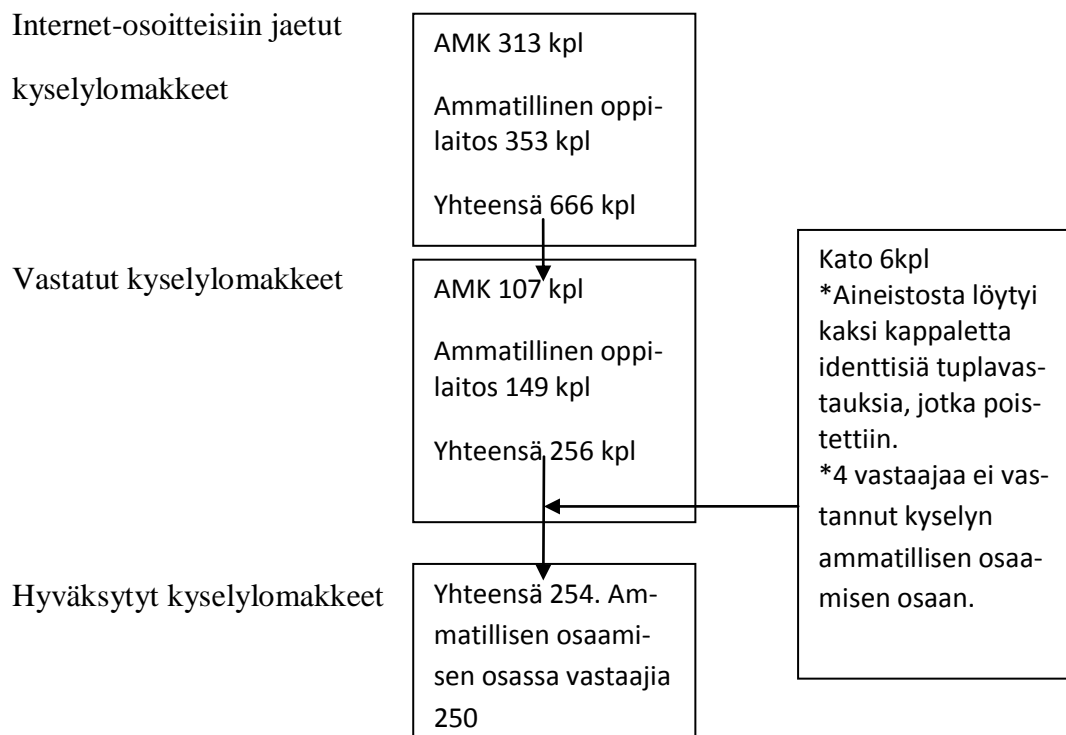 Internet-osoitteisiin jaetut
kyselylomakkeet
AMK 313 kpl
Ammatillinen oppi-
laitos 353 kpl
Yhteensä 666 kpl
Vastatut kyselylomakkeet
AMK 107 kpl
Ammatillinen oppi-
laitos 149 kpl
Yhteensä 256 kpl
Kato 6kpl
*Aineistosta löytyi
kaksi kappaletta
identtisiä tuplavas-
tauksia, jotka pois-
tettiin.
*4 vastaajaa ei vas-
tannut kyselyn
ammatillisen osaa-
misen osaan.
Hyväksytyt kyselylomakkeet
Yhteensä 254. Am-
matillisen osaami-
sen osassa vastaajia
250